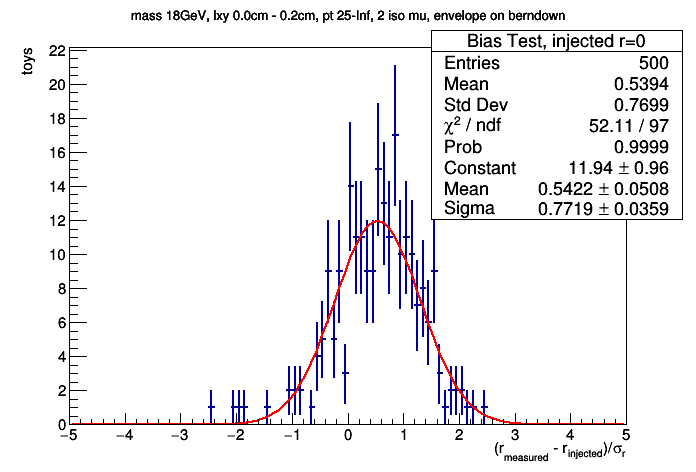 mass 18GeV, lxy 0.0cm - 0.2cm, pt 25-Inf, 2 iso mu, envelope on berndown
Bias Test, injected r=0
Entries 500
Mean 0.5394
Std Dev 0.7699
χ² / ndf 52.11 / 97
Prob 0.9999
Constant 11.94 ± 0.96
Mean 0.5422 ± 0.0508
Sigma 0.7719 ± 0.0359
toys
22
20
18
16
14
12
10
8
6
4
2
0
−5 −4 −3 −2 −1 0 1 2 3 4 5
(r_measured - r_injected)/σ_r